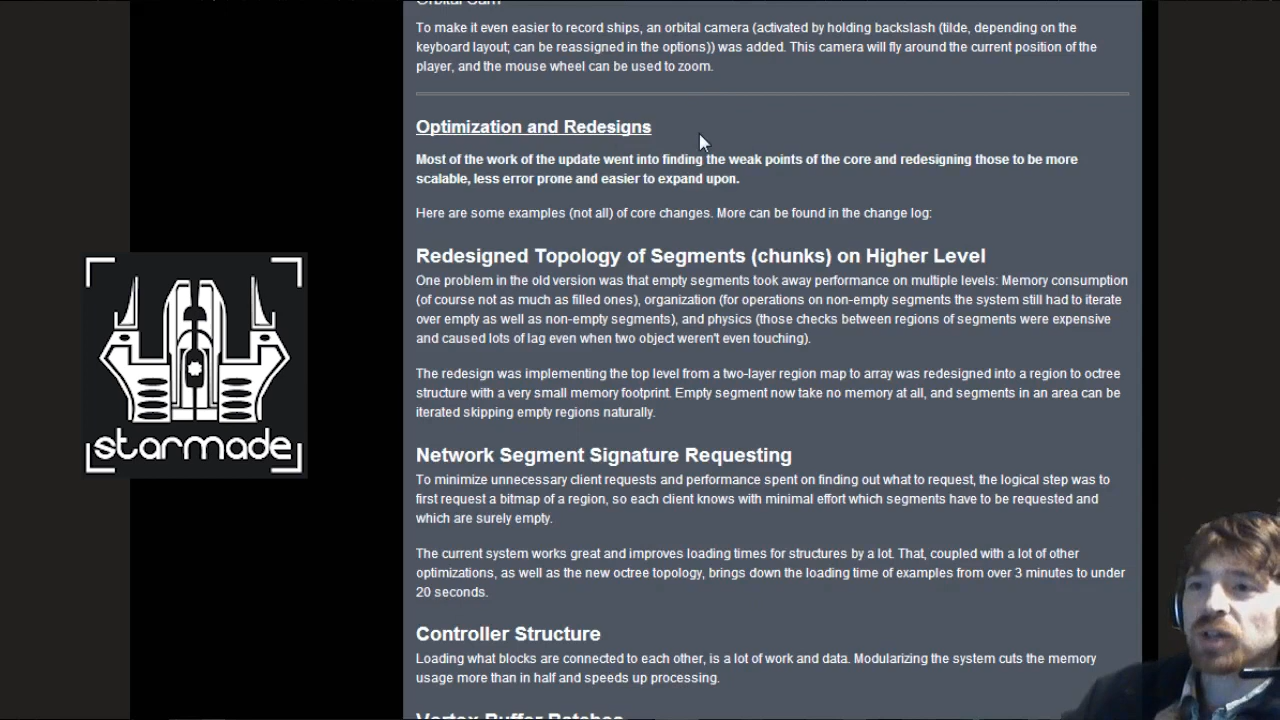 Orbital Cam
To make it even easier to record ships, an orbital camera (activated by holding backslash (tilde, depending on the
keyboard layout; can be reassigned in the options)) was added. This camera will fly around the current position of the
player, and the mouse wheel can be used to zoom.
Optimization and Redesigns
Most of the work of the update went into finding the weak points of the core and redesigning those to be more
scalable, less error prone and easier to expand upon.
Here are some examples (not all) of core changes. More can be found in the change log:
Redesigned Topology of Segments (chunks) on Higher Level
One problem in the old version was that empty segments took away performance on multiple levels: Memory consumption
(of course not as much as filled ones), organization (for operations on non-empty segments the system still had to iterate
over empty as well as non-empty segments), and physics (those checks between regions of segments were expensive
and caused lots of lag even when two object weren't even touching).
The redesign was implementing the top level from a two-layer region map to array was redesigned into a region to octree
structure with a very small memory footprint. Empty segment now take no memory at all, and segments in an area can be
iterated skipping empty regions naturally.
starmade
Network Segment Signature Requesting
To minimize unnecessary client requests and performance spent on finding out what to request, the logical step was to
first request a bitmap of a region, so each client knows with minimal effort which segments have to be requested and
which are surely empty.
The current system works great and improves loading times for structures by a lot. That, coupled with a lot of other
optimizations, as well as the new octree topology, brings down the loading time of examples from over 3 minutes to under
20 seconds.
Controller Structure
Loading what blocks are connected to each other, is a lot of work and data. Modularizing the system cuts the memory
usage more than in half and speeds up processing.
Vertex Buffer Batches